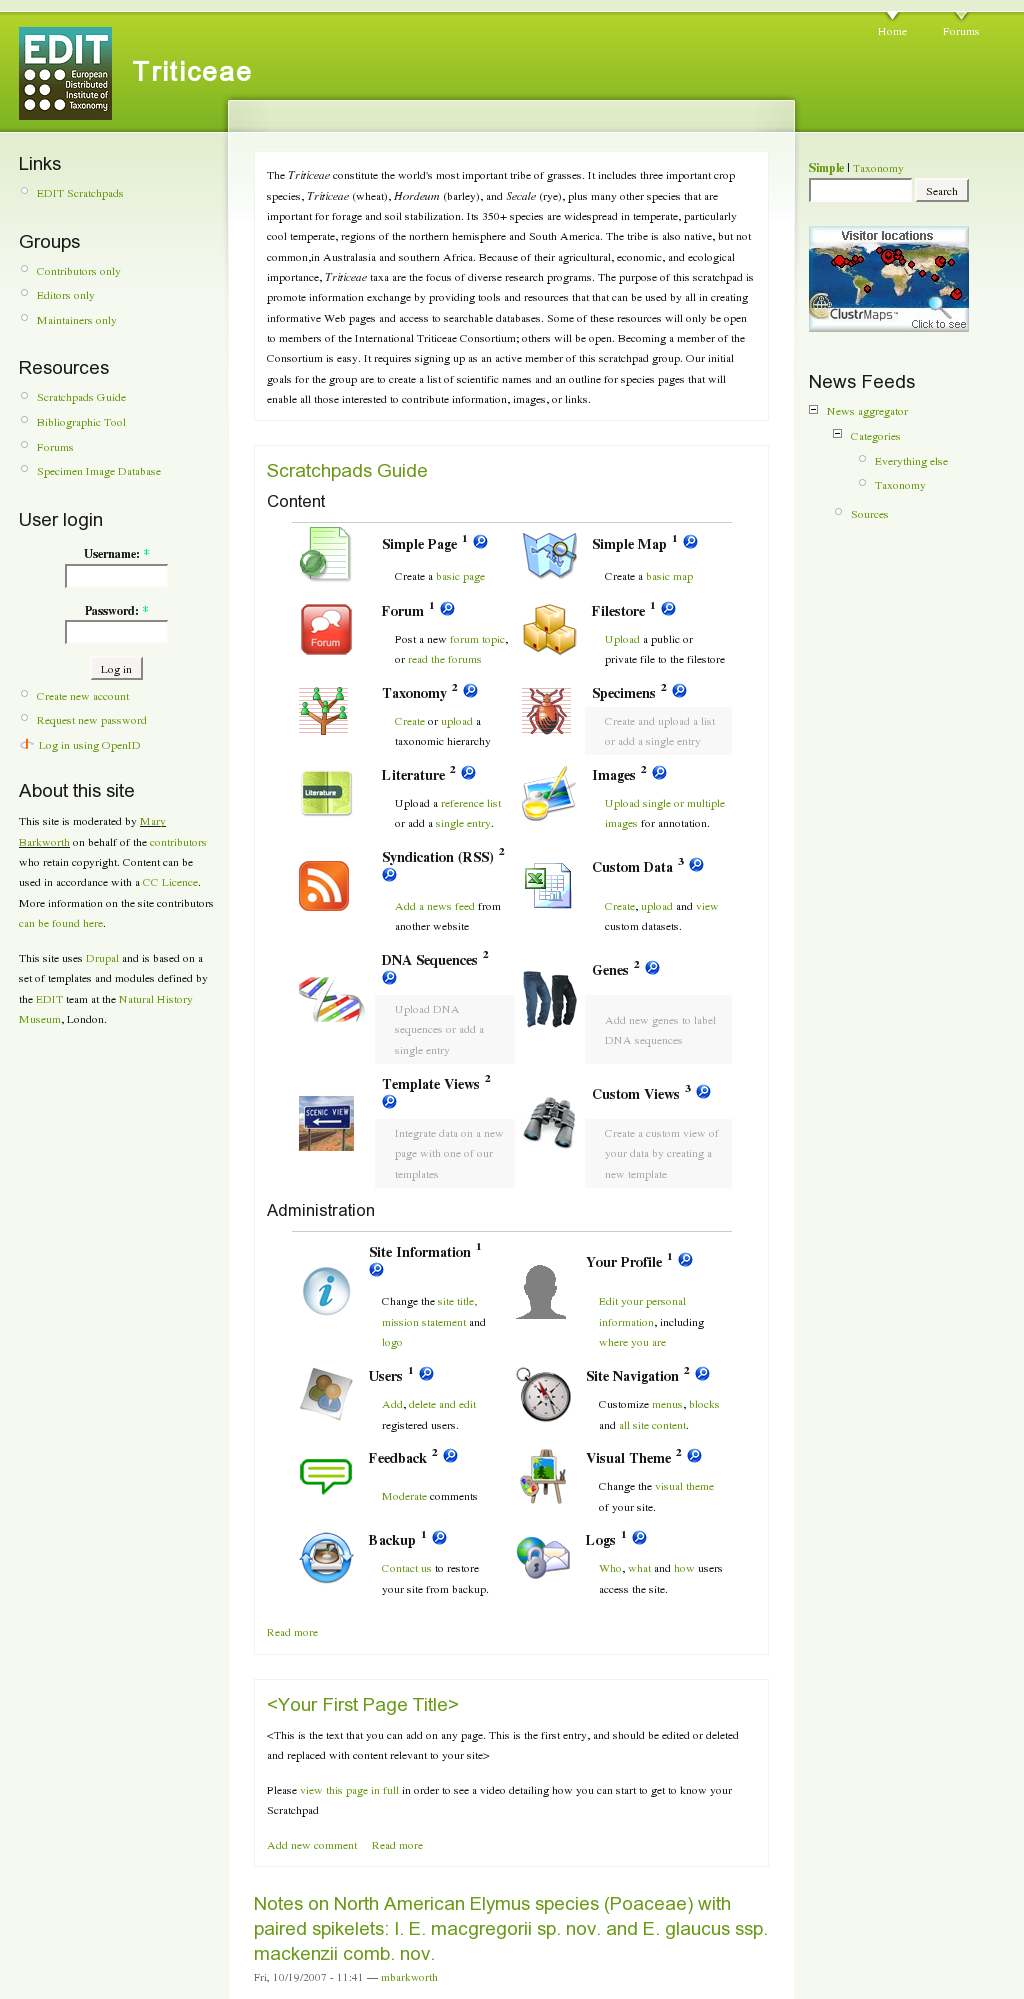 Home
Forums
EDIT
European
Distributed
Institute of
Taxonomy
Triticeae
Links
EDIT Scratchpads
Groups
Contributors only
Editors only
Maintainers only
Resources
Scratchpads Guide
Bibliographic Tool
Forums
Specimen Image Database
User login
Username: *
Password: *
Log in
Create new account
Request new password
Log in using OpenID
About this site
This site is moderated by Mary
Barkworth on behalf of the contributors
who retain copyright. Content can be
used in accordance with a CC Licence.
More information on the site contributors
can be found here.
This site uses Drupal and is based on a
set of templates and modules defined by
the EDIT team at the Natural History
Museum, London.
The Triticeae constitute the world's most important tribe of grasses. It includes three important crop
species, Triticeae (wheat), Hordeum (barley), and Secale (rye), plus many other species that are
important for forage and soil stabilization. Its 350+ species are widespread in temperate, particularly
cool temperate, regions of the northern hemisphere and South America. The tribe is also native, but not
common,in Australasia and southern Africa. Because of their agricultural, economic, and ecological
importance, Triticeae taxa are the focus of diverse research programs. The purpose of this scratchpad is
promote information exchange by providing tools and resources that that can be used by all in creating
informative Web pages and access to searchable databases. Some of these resources will only be open
to members of the International Triticeae Consortium; others will be open. Becoming a member of the
Consortium is easy. It requires signing up as an active member of this scratchpad group. Our initial
goals for the group are to create a list of scientific names and an outline for species pages that will
enable all those interested to contribute information, images, or links.
Scratchpads Guide
Content
Simple Page 1
Create a basic page
Simple Map 1
Create a basic map
Forum
Forum 1
Post a new forum topic,
or read the forums
Filestore 1
Upload a public or
private file to the filestore
Taxonomy 2
Create or upload a
taxonomic hierarchy
Specimens 2
Create and upload a list
or add a single entry
Literature
Literature 2
Upload a reference list
or add a single entry.
Images 2
Upload single or multiple
images for annotation.
Syndication (RSS) 2
Add a news feed from
another website
Custom Data 3
Create, upload and view
custom datasets.
DNA Sequences 2
Upload DNA
sequences or add a
single entry
Genes 2
Add new genes to label
DNA sequences
SCENIC VIEW
Template Views 2
Integrate data on a new
page with one of our
templates
Custom Views 3
Create a custom view of
your data by creating a
new template
Administration
Site Information 1
Change the site title,
mission statement and
logo
Your Profile 1
Edit your personal
information, including
where you are
Users 1
Add, delete and edit
registered users.
Site Navigation 2
Customize menus, blocks
and all site content.
Feedback 2
Moderate comments
Visual Theme 2
Change the visual theme
of your site.
Backup 1
Contact us to restore
your site from backup.
Logs 1
Who, what and how users
access the site.
Read more
<Your First Page Title>
<This is the text that you can add on any page. This is the first entry, and should be edited or deleted
and replaced with content relevant to your site>
Please view this page in full in order to see a video detailing how you can start to get to know your
Scratchpad
Add new comment Read more
Notes on North American Elymus species (Poaceae) with
paired spikelets: I. E. macgregorii sp. nov. and E. glaucus ssp.
mackenzii comb. nov.
Fri, 10/19/2007 - 11:41 — mbarkworth
Simple | Taxonomy
Search
Visitor locations
ClustrMaps™
Click to see
News Feeds
News aggregator
Categories
Everything else
Taxonomy
Sources